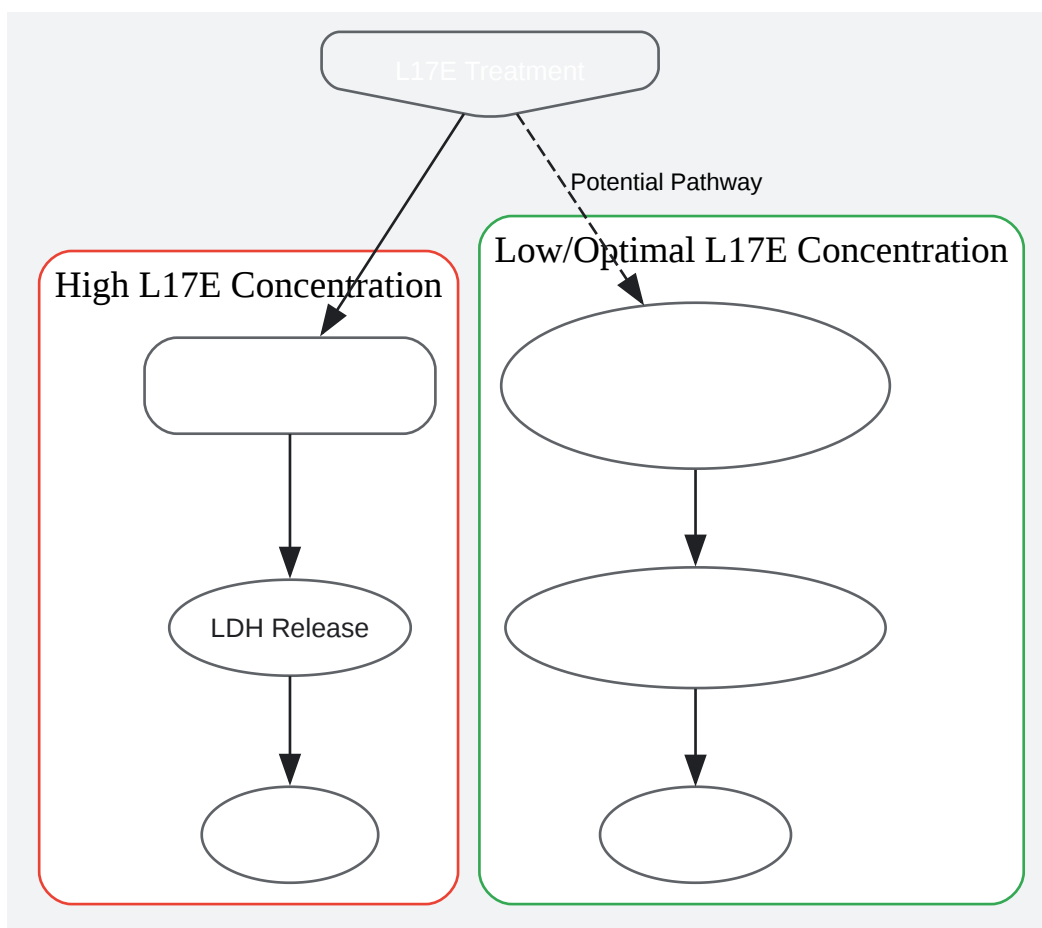 L17E Treatment
Potential Pathway
High L17E Concentration
Low/Optimal L17E Concentration
LDH Release